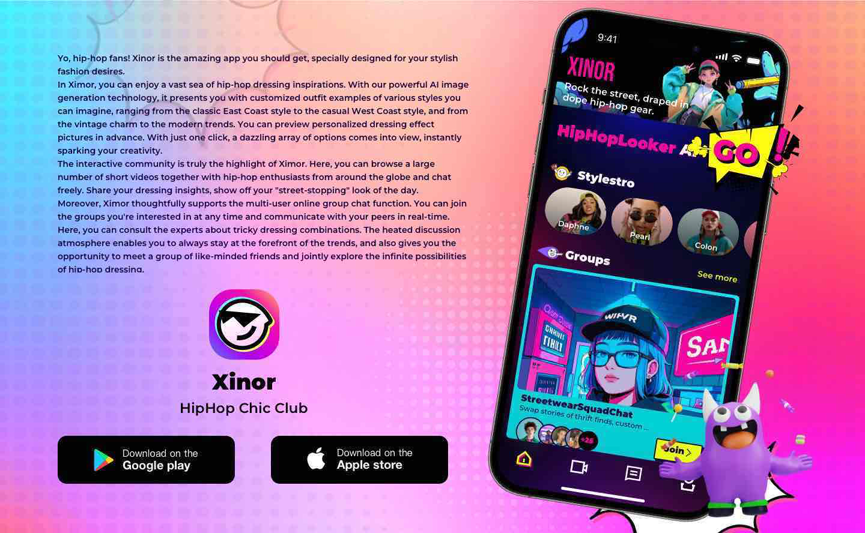 Yo, hip-hop fans! Xinor is the amazing app you should get, specially designed for your stylish
fashion desires.
In Ximor, you can enjoy a vast sea of hip-hop dressing inspirations. With our powerful AI image
generation technology, it presents you with customized outfit examples of various styles you
can imagine, ranging from the classic East Coast style to the casual West Coast style, and from
the vintage charm to the modern trends. You can preview personalized dressing effect
pictures in advance. With just one click, a dazzling array of options comes into view, instantly
sparking your creativity.
The interactive community is truly the highlight of Ximor. Here, you can browse a large
number of short videos together with hip-hop enthusiasts from around the globe and chat
freely. Share your dressing insights, show off your "street-stopping" look of the day.
Moreover, Ximor thoughtfully supports the multi-user online group chat function. You can join
the groups you're interested in at any time and communicate with your peers in real-time.
Here, you can consult the experts about tricky dressing combinations. The heated discussion
atmosphere enables you to always stay at the forefront of the trends, and also gives you the
opportunity to meet a group of like-minded friends and jointly explore the infinite possibilities
of hip-hop dressing.
Xinor
HipHop Chic Club
Download on the
Google play
Download on the
Apple store
9:41
XINOR
Rock the street, draped in
dope hip-hop gear.
HipHopLooker AI
GO!
Stylestro
Daphne
Pearl
Colon
Groups
See more
SAN
StreetwearSquadChat
Swap stories of thrift finds, custom ...
+25
Join